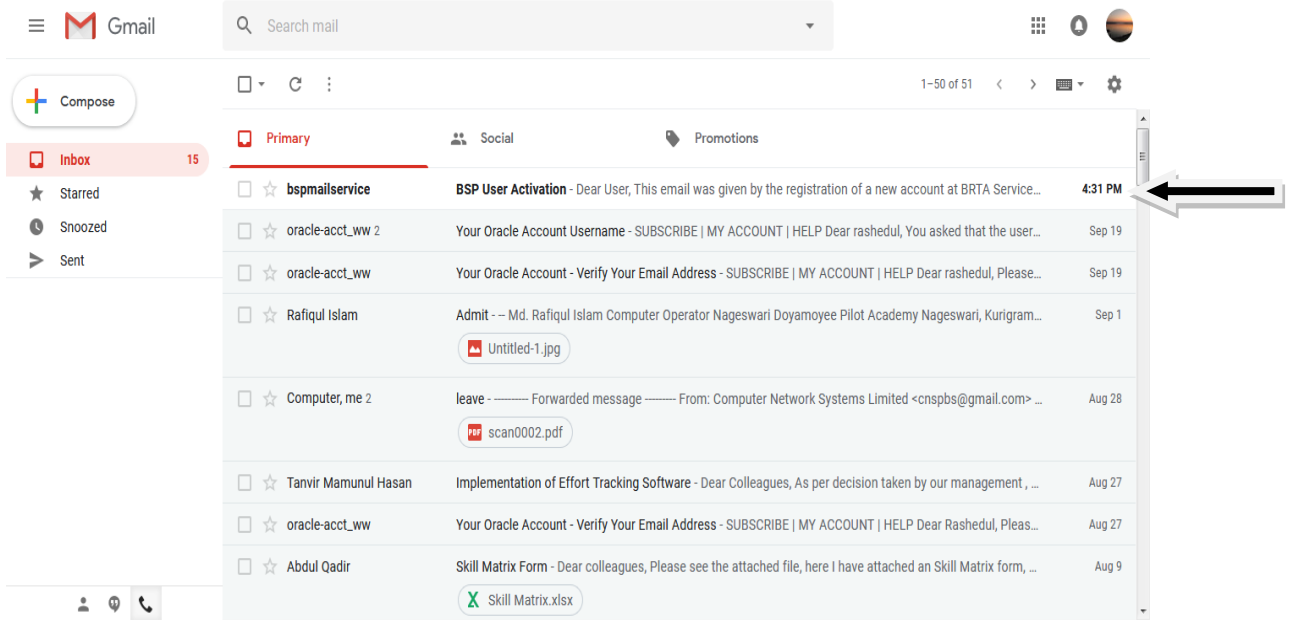 Gmail
Search mail
Compose
1–50 of 51
Primary
Social
Promotions
Inbox 15
Starred
Snoozed
Sent
bspmailservice BSP User Activation - Dear User, This email was given by the registration of a new account at BRTA Service... 4:31 PM
oracle-acct_ww 2 Your Oracle Account Username - SUBSCRIBE | MY ACCOUNT | HELP Dear rashedul, You asked that the user... Sep 19
oracle-acct_ww Your Oracle Account - Verify Your Email Address - SUBSCRIBE | MY ACCOUNT | HELP Dear rashedul, Please... Sep 19
Rafiqul Islam Admit - -- Md. Rafiqul Islam Computer Operator Nageswari Doyamoyee Pilot Academy Nageswari, Kurigram... Sep 1
Untitled-1.jpg
Computer, me 2 leave - ---------- Forwarded message --------- From: Computer Network Systems Limited <cnspbs@gmail.com> ... Aug 28
PDF scan0002.pdf
Tanvir Mamunul Hasan Implementation of Effort Tracking Software - Dear Colleagues, As per decision taken by our management , ... Aug 27
oracle-acct_ww Your Oracle Account - Verify Your Email Address - SUBSCRIBE | MY ACCOUNT | HELP Dear Rashedul, Pleas... Aug 27
Abdul Qadir Skill Matrix Form - Dear colleagues, Please see the attached file, here I have attached an Skill Matrix form, ... Aug 9
X Skill Matrix.xlsx